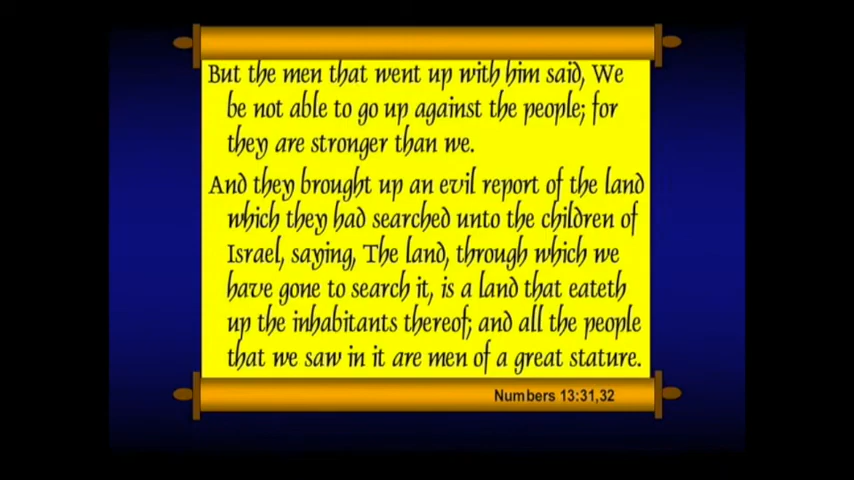 But the men that went up with him said, We
be not able to go up against the people; for
they are stronger than we.
And they brought up an evil report of the land
which they had searched unto the children of
Israel, saying, The land, through which we
have gone to search it, is a land that eateth
up the inhabitants thereof; and all the people
that we saw in it are men of a great stature.
Numbers 13:31,32